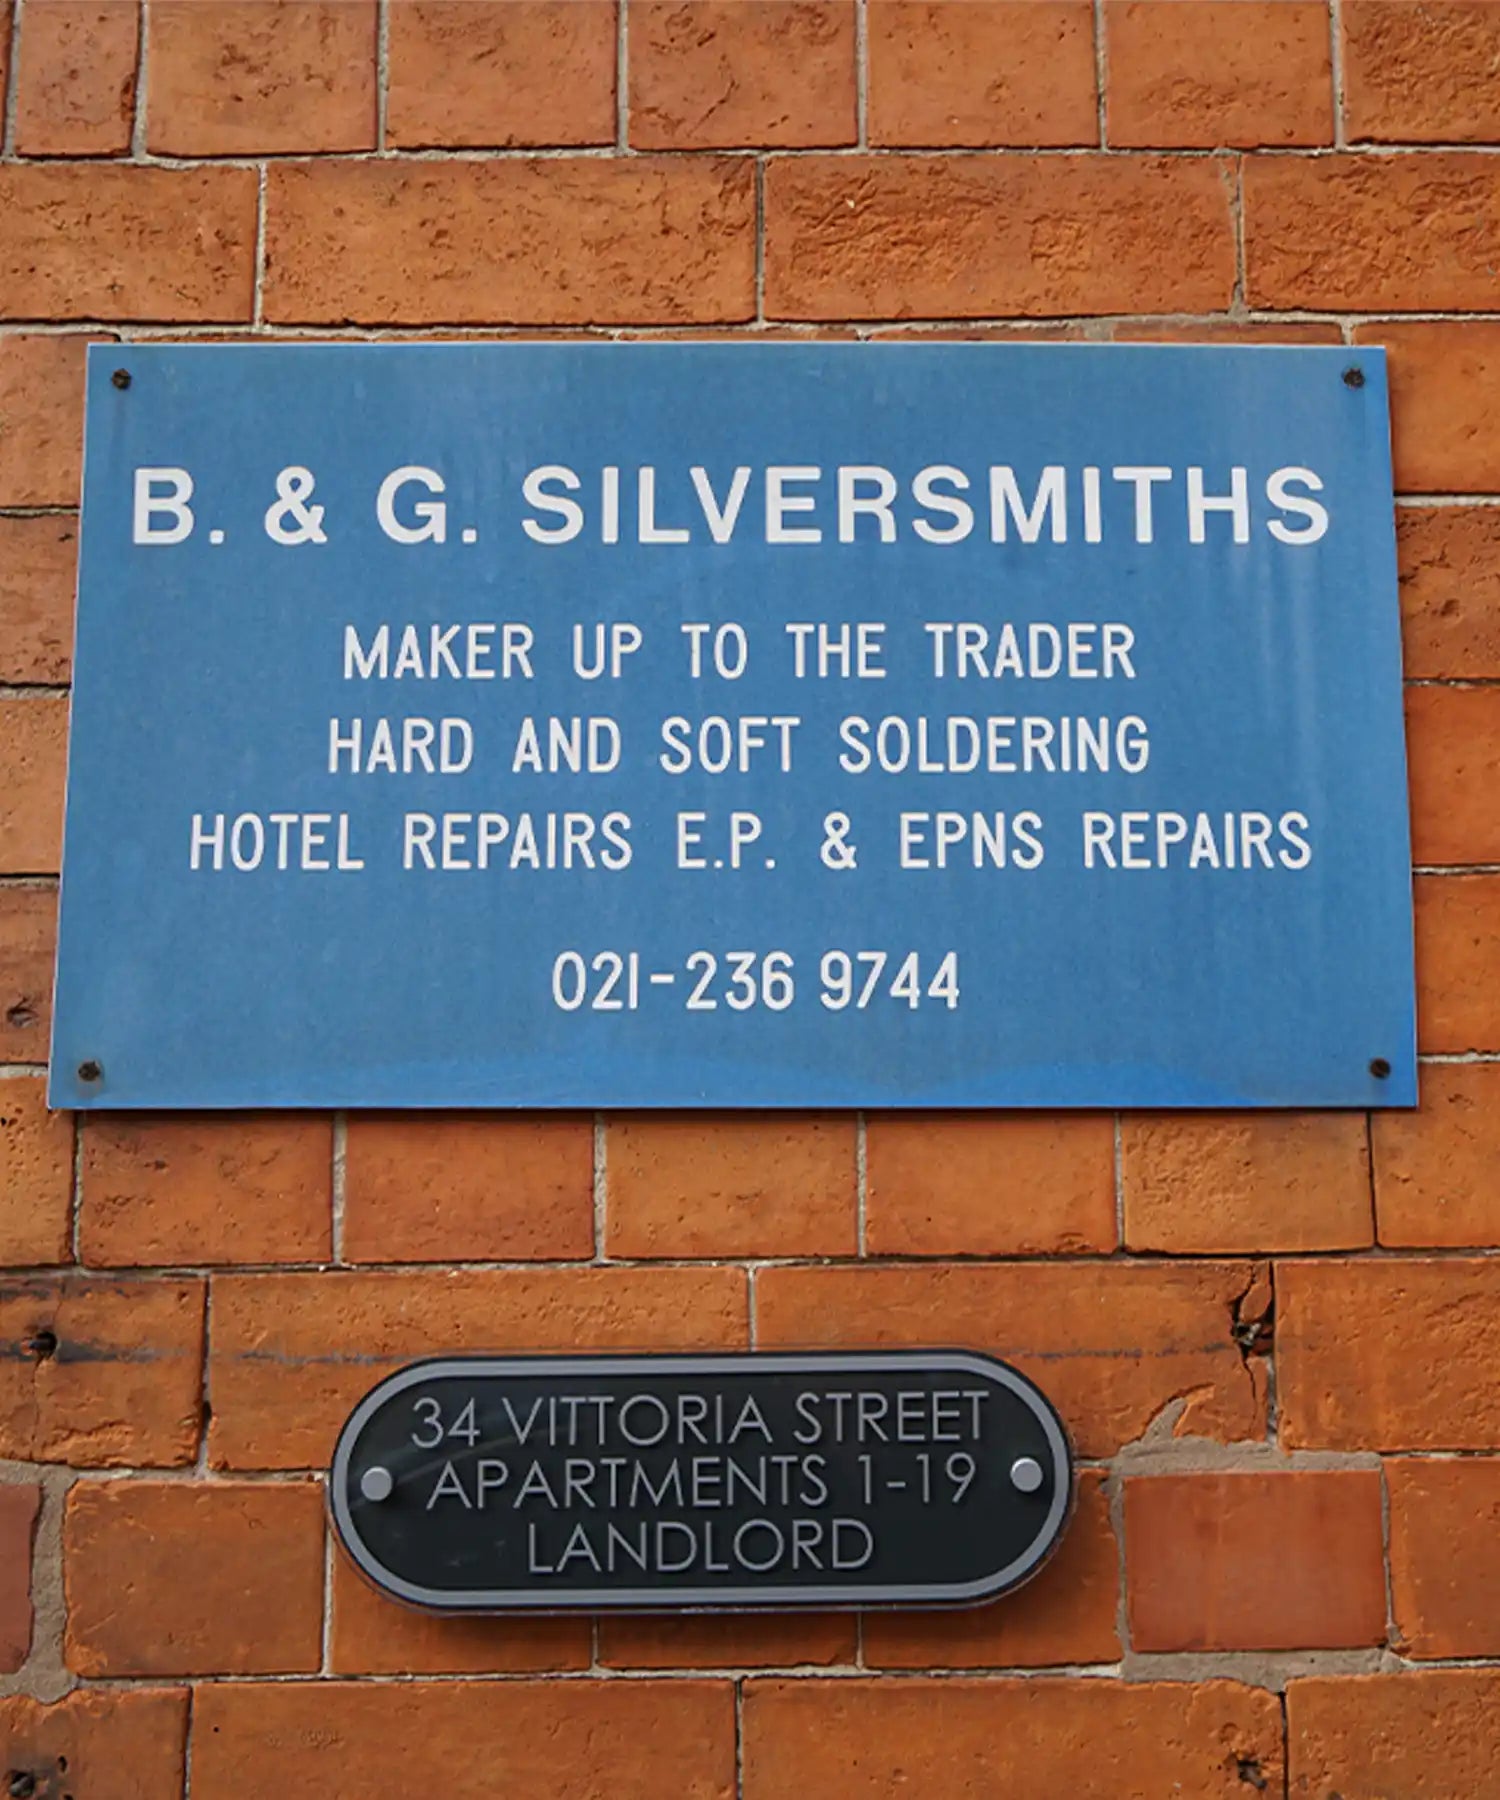 B. & G. SILVERSMITHS
MAKER UP TO THE TRADER
HARD AND SOFT SOLDERING
HOTEL REPAIRS E.P. & EPNS REPAIRS
021-236 9744
34 VITTORIA STREET
APARTMENTS 1-19
LANDLORD